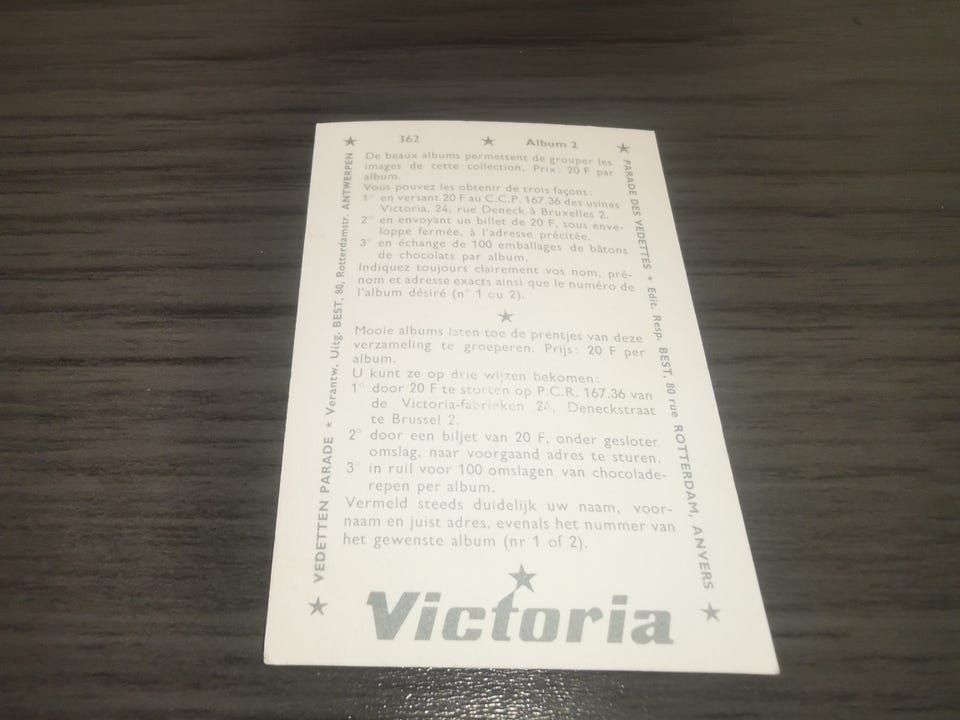 362 ★ Album 2
De beaux albums permettent de grouper les
images de cette collection. Prix: 20 F par
album.
Vous pouvez les obtenir de trois façons:
1° en versant 20 F au C.C.P. 167.36 des usines
Victoria, 24, rue Deneck à Bruxelles 2.
2° en envoyant un billet de 20 F, sous enve-
loppe fermée, à l'adresse précitée.
3° en échange de 100 emballages de bâtons
de chocolats par album.
Indiquez toujours clairement vos nom, pré-
nom et adresse exacts ainsi que le numéro de
l'album désiré (n° 1 ou 2).
★
Mooie albums laten toe de prentjes van deze
verzameling te groeperen. Prijs: 20 F per
album.
U kunt ze op drie wijzen bekomen:
1° door 20 F te storten op P.C.R. 167.36 van
de Victoria-fabrieken 24, Deneckstraat
te Brussel 2.
2° door een biljet van 20 F, onder gesloten
omslag, naar voorgaand adres te sturen.
3° in ruil voor 100 omslagen van chocolade-
repen per album.
Vermeld steeds duidelijk uw naam, voor-
naam en juist adres, evenals het nummer van
het gewenste album (nr 1 of 2).
Victoria
★ VEDETTEN PARADE ★ Verantw. Uitg. BEST, 80, Rotterdamstr. ANTWERPEN ★
★ PARADE DES VEDETTES ★ Edit. Resp. BEST, 80 rue ROTTERDAM, ANVERS ★